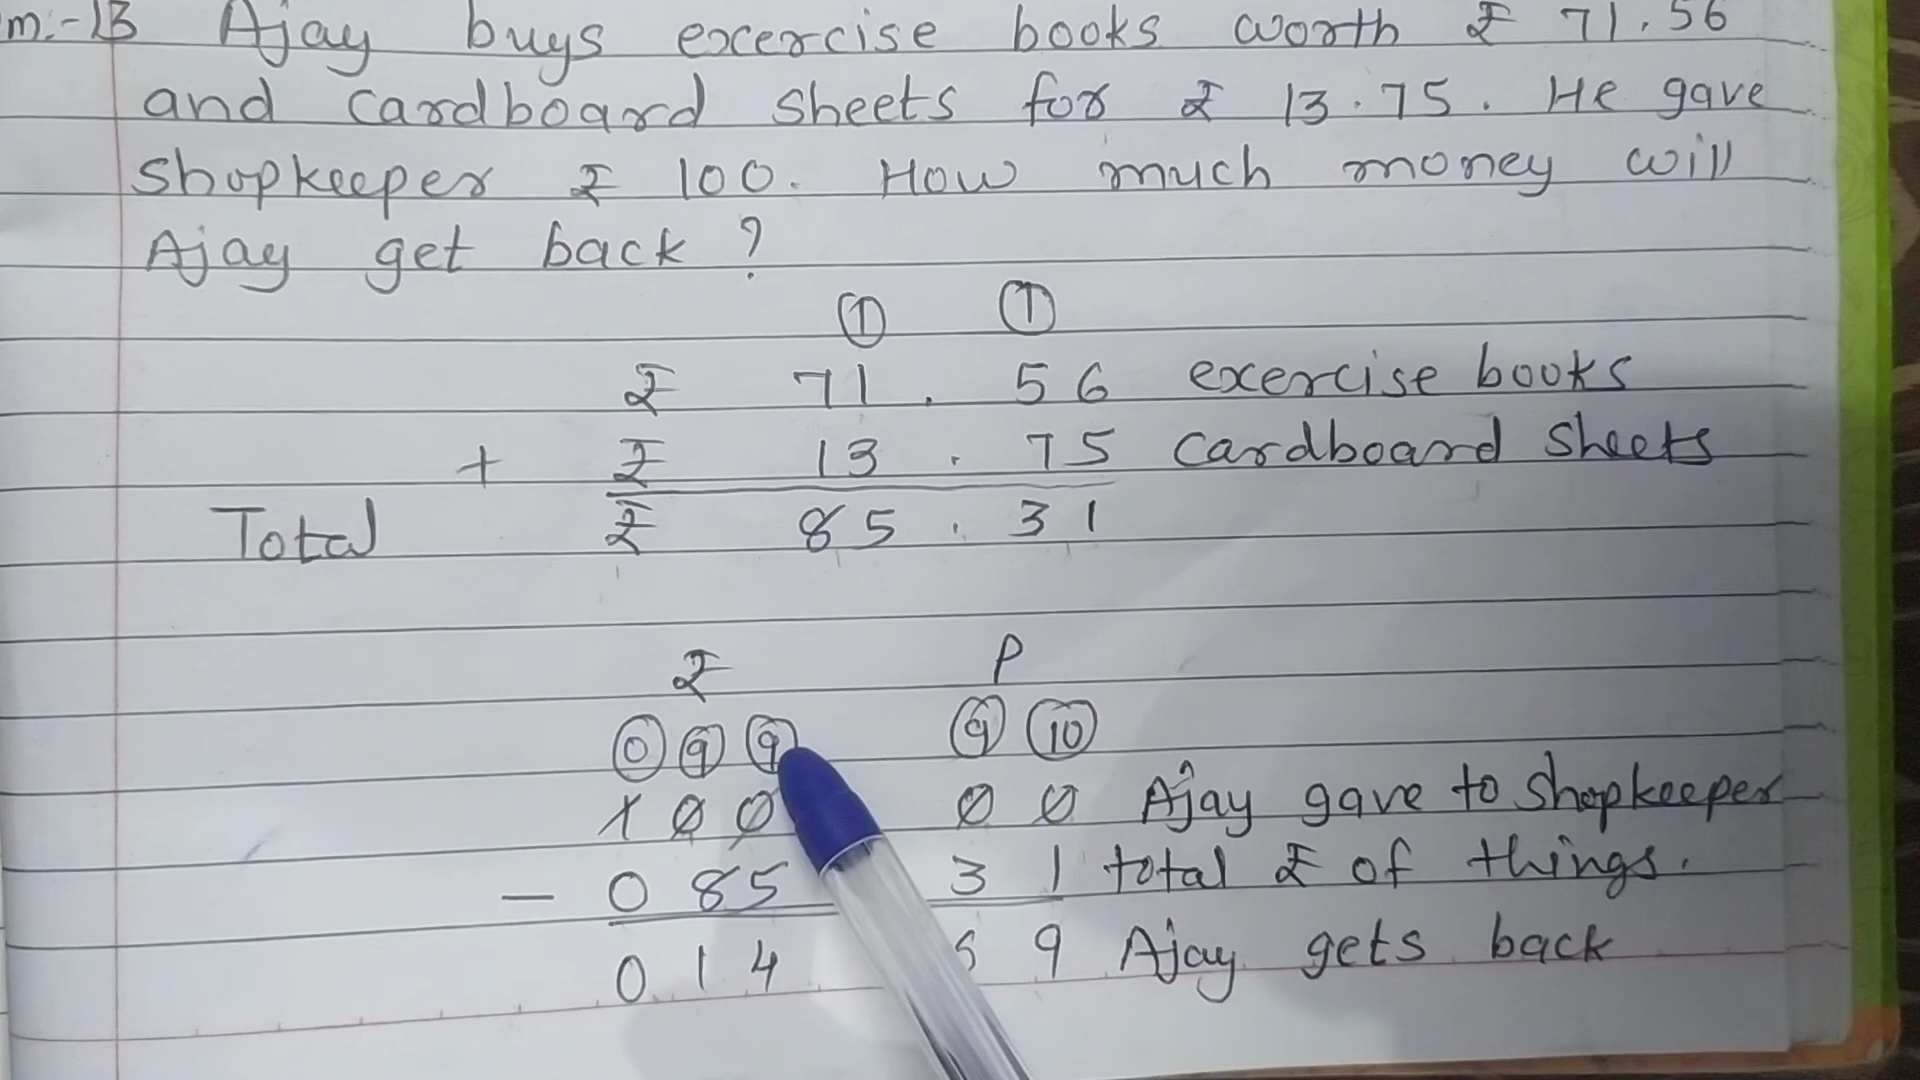 m:-13 Ajay buys excercise books worth ₹ 71.56
and cardboard sheets for ₹ 13.75. He gave
shopkeeper ₹ 100. How much money will
Ajay get back ?
1 1
₹ 71.56 exercise books
+ ₹ 13.75 cardboard sheets
Total ₹ 85.31
₹ P
0 9 9 9 10
1 0 0 0 0 Ajay gave to shopkeeper
- 0 85 3 1 total ₹ of things.
0 1 4 9 Ajay gets back